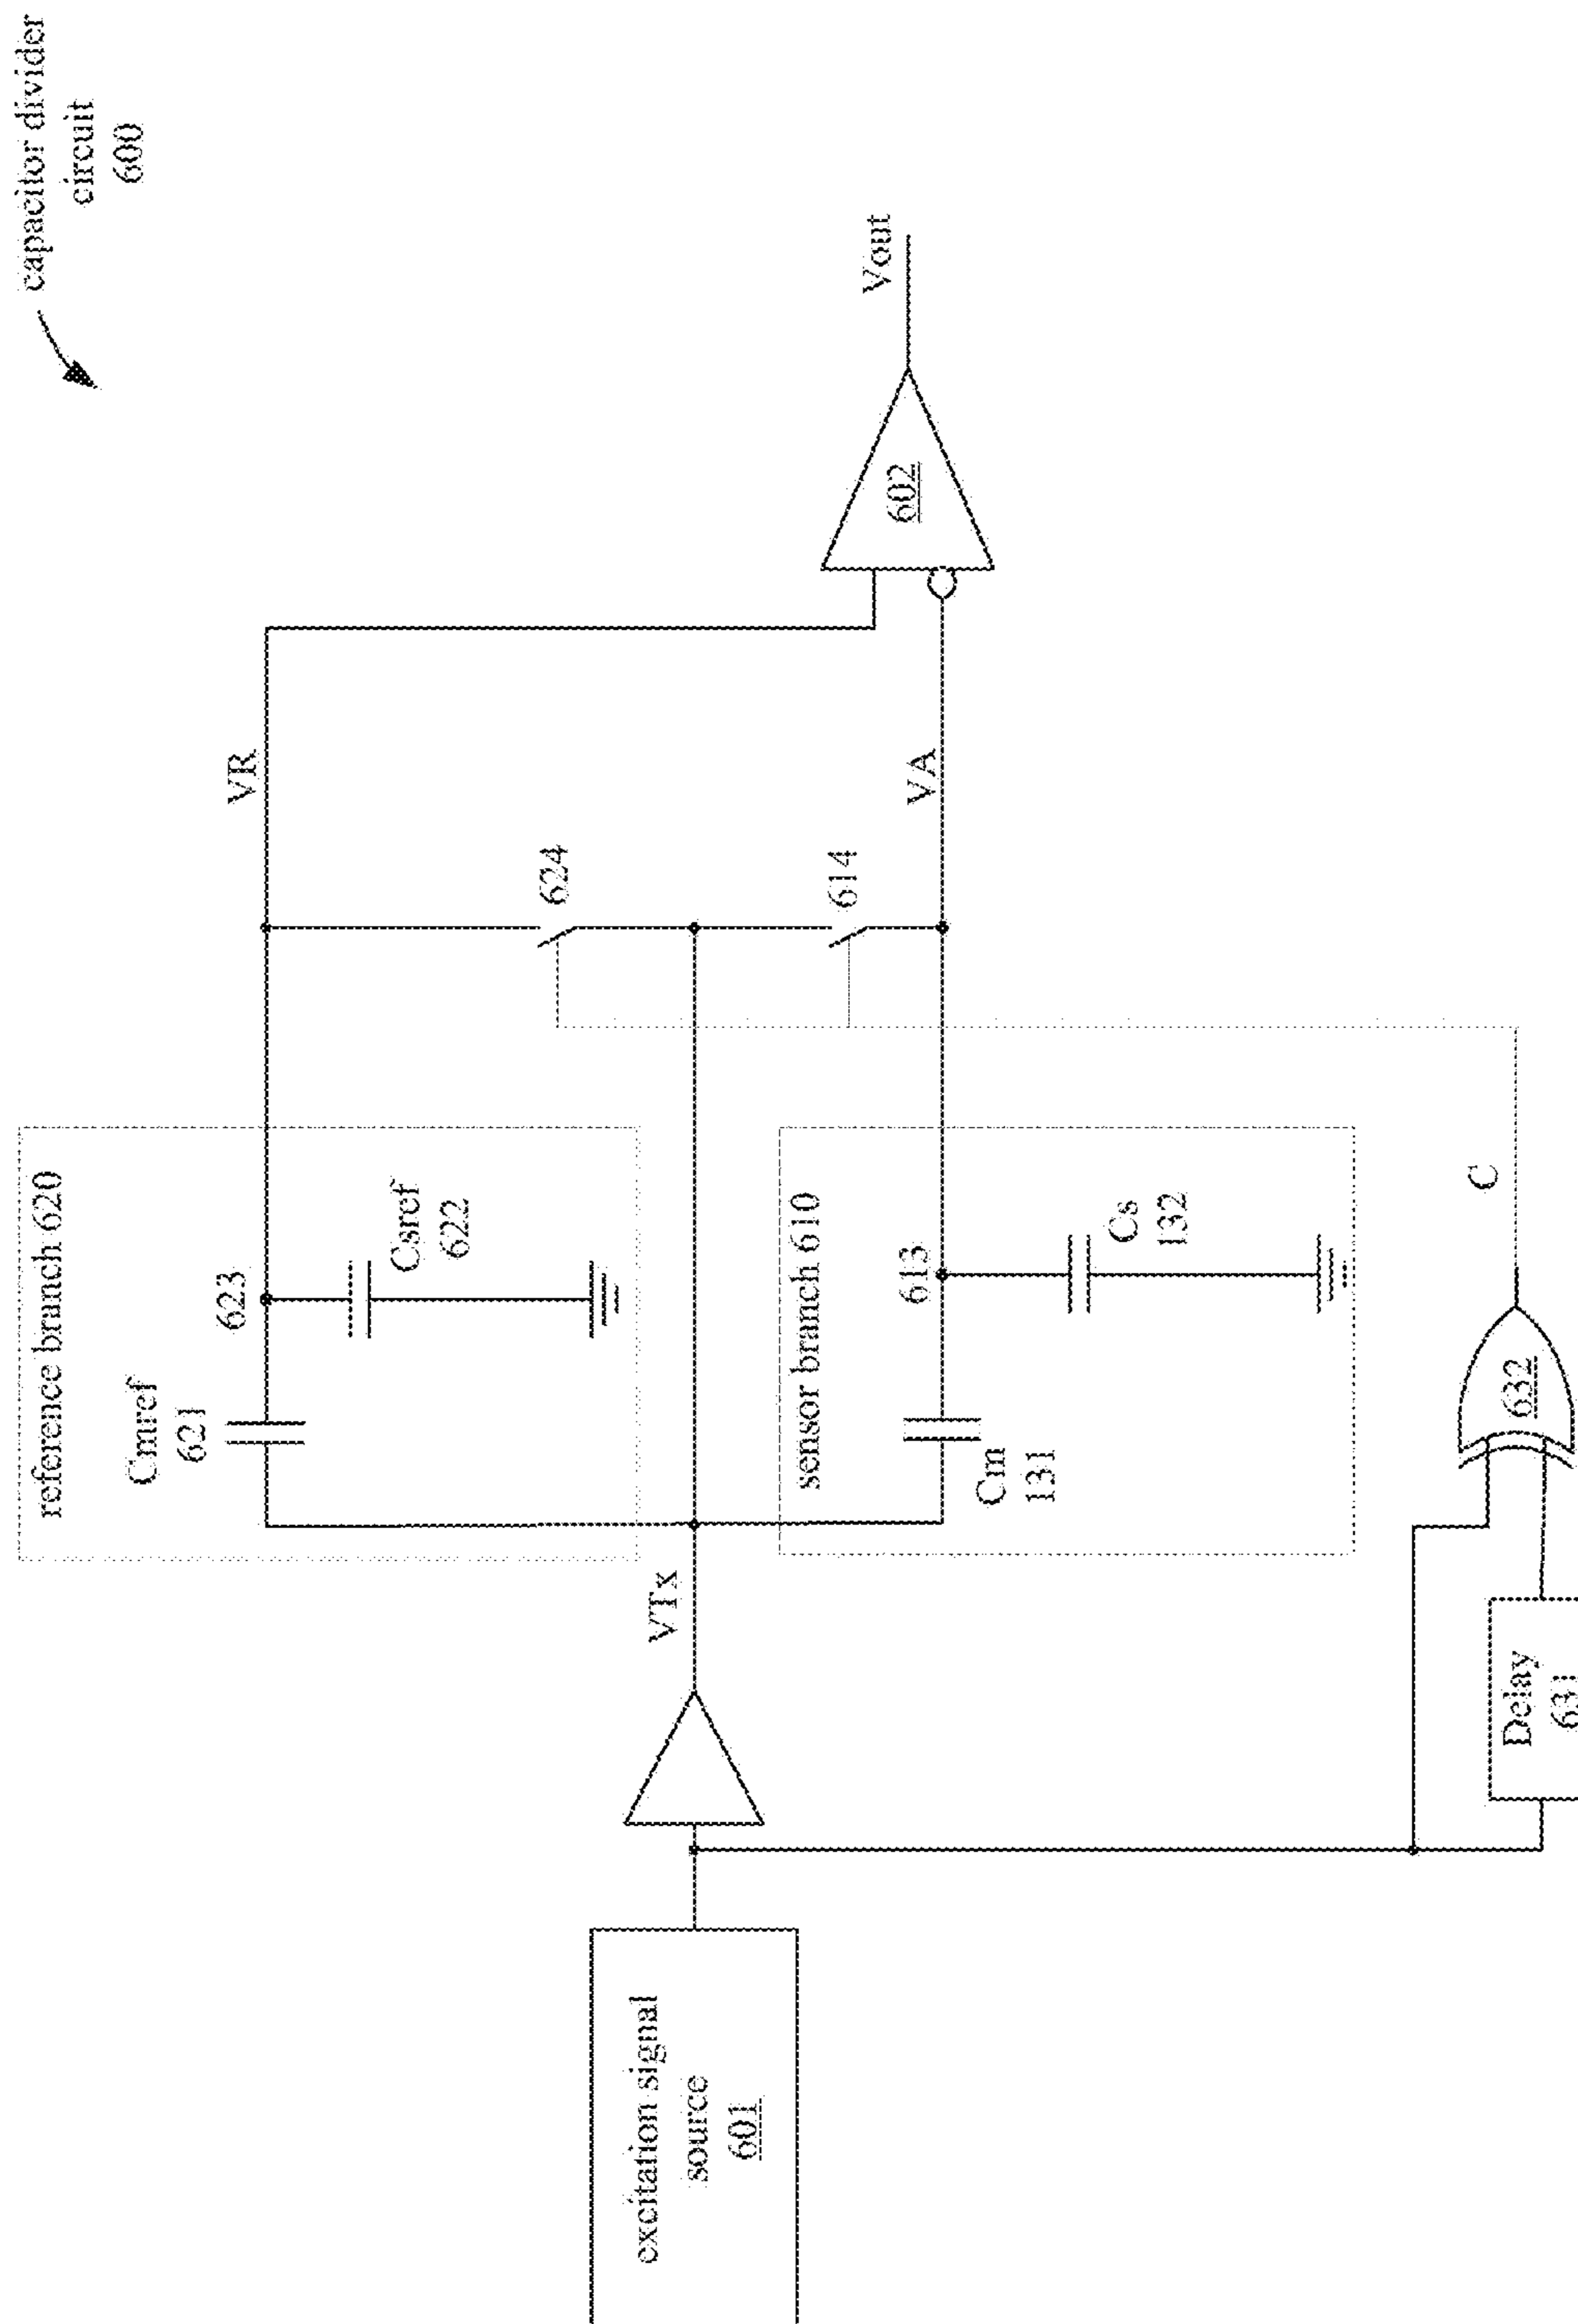 capacitor divider
circuit
600
reference branch 620
Cmref
621
623
Csref
622
VR
624
VTx
614
VA
602
Vout
sensor branch 610
613
Cm
131
Cs
132
excitation signal
source
601
C
632
Delay
631